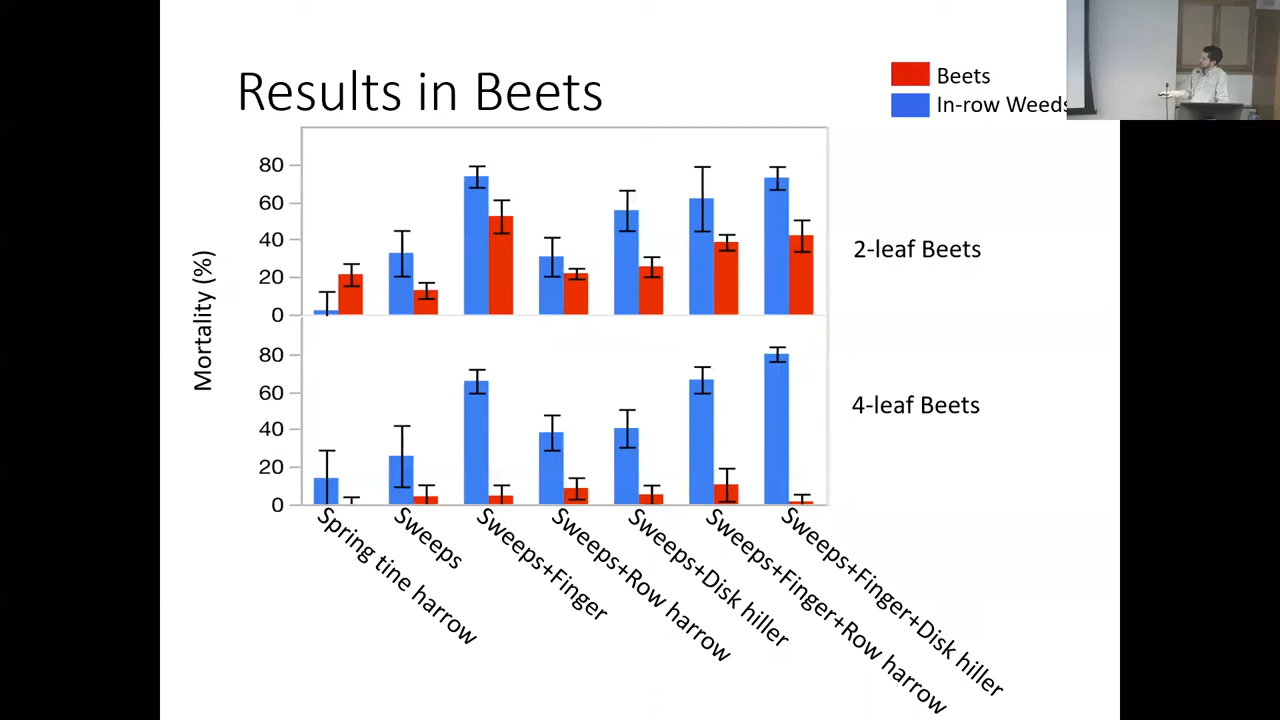 Results in Beets
Beets
In-row Weeds
Mortality (%)
80
60
40
20
0
2-leaf Beets
80
60
40
20
0
4-leaf Beets
Spring tine harrow
Sweeps
Sweeps+Finger
Sweeps+Row harrow
Sweeps+Disk hiller
Sweeps+Finger+Row harrow
Sweeps+Finger+Disk hiller